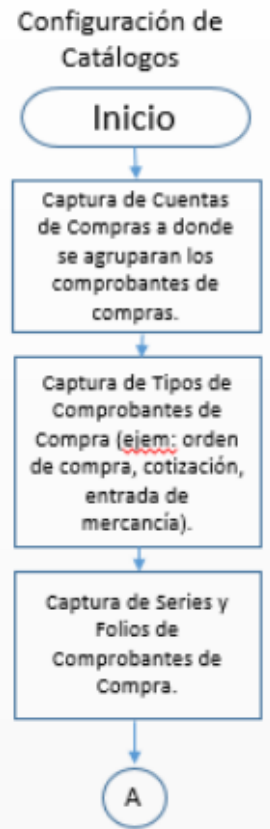 Configuración de
Catálogos
Inicio
Captura de Cuentas
de Compras a donde
se agruparan los
comprobantes de
compras.
Captura de Tipos de
Comprobantes de
Compra (ejem: orden
de compra, cotización,
entrada de
mercancía).
Captura de Series y
Folios de
Comprobantes de
Compra.
A